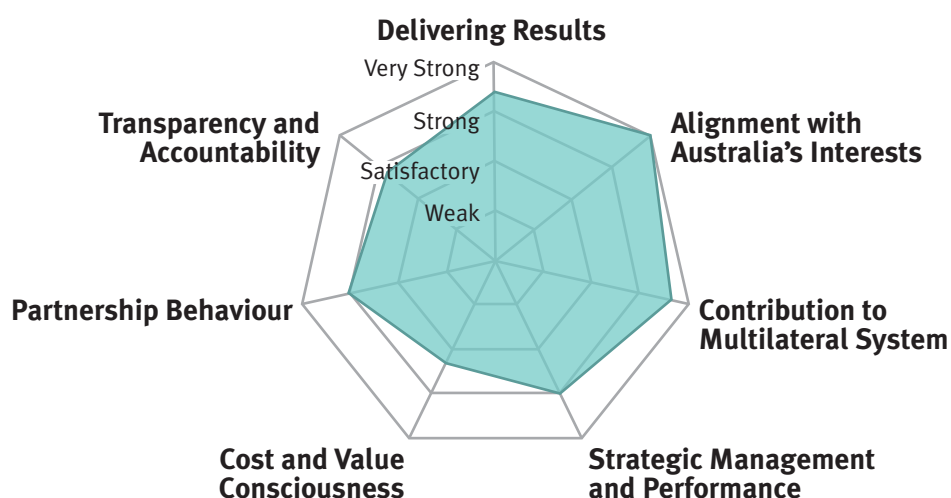 Delivering Results
Very Strong
Strong
Satisfactory
Weak
Transparency and
Accountability
Alignment with
Australia’s Interests
Partnership Behaviour
Contribution to
Multilateral System
Cost and Value
Consciousness
Strategic Management
and Performance